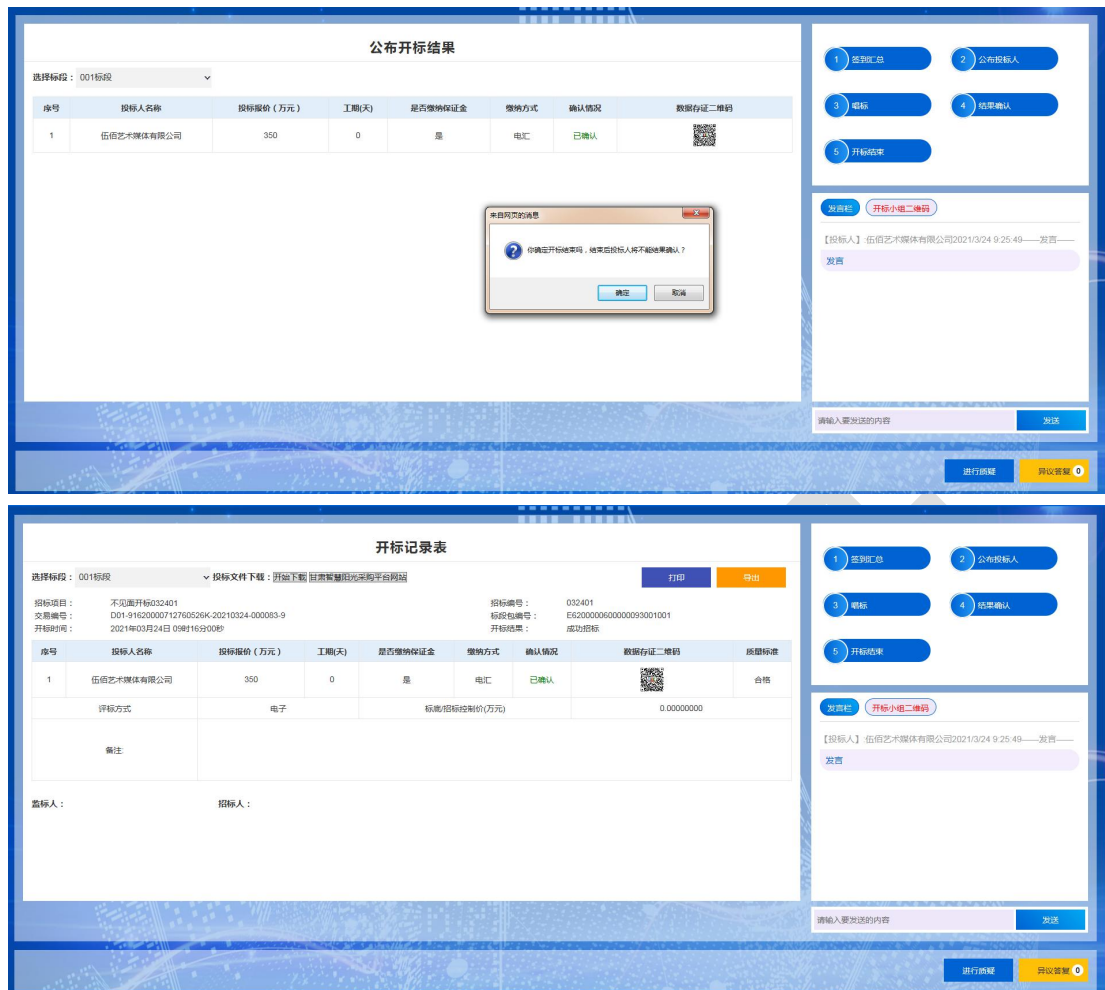 公布开标结果
选择标段： 001标段
序号 投标人名称 投标报价（万元） 工期(天) 是否缴纳保证金 缴纳方式 确认情况 数据存证二维码
1 伍佰艺术媒体有限公司 350 0 是 电汇 已确认
来自网页的消息
你确定开标结束吗，结束后投标人将不能结果确认？
确定 取消
1 签到汇总 2 公布投标人
3 唱标 4 结果确认
5 开标结束
发言栏 开标小组二维码
【投标人】:伍佰艺术媒体有限公司2021/3/24 9:25:49——发言——
发言
请输入要发送的内容 发送
进行质疑 异议答复 0
开标记录表
选择标段： 001标段 投标文件下载：开始下载 甘肃智慧阳光采购平台网站 打印 导出
招标项目： 不见面开标032401 招标编号： 032401
交易编号： D01-91620000712760526K-20210324-000083-9 标段包编号： E6200000600000093001001
开标时间： 2021年03月24日 09时16分00秒 开标结果： 成功招标
序号 投标人名称 投标报价（万元） 工期(天) 是否缴纳保证金 缴纳方式 确认情况 数据存证二维码 质量标准
1 伍佰艺术媒体有限公司 350 0 是 电汇 已确认 合格
评标方式 电子 标底/招标控制价(万元) 0.00000000
备注:
监标人： 招标人：
1 签到汇总 2 公布投标人
3 唱标 4 结果确认
5 开标结束
发言栏 开标小组二维码
【投标人】:伍佰艺术媒体有限公司2021/3/24 9:25:49——发言——
发言
请输入要发送的内容 发送
进行质疑 异议答复 0